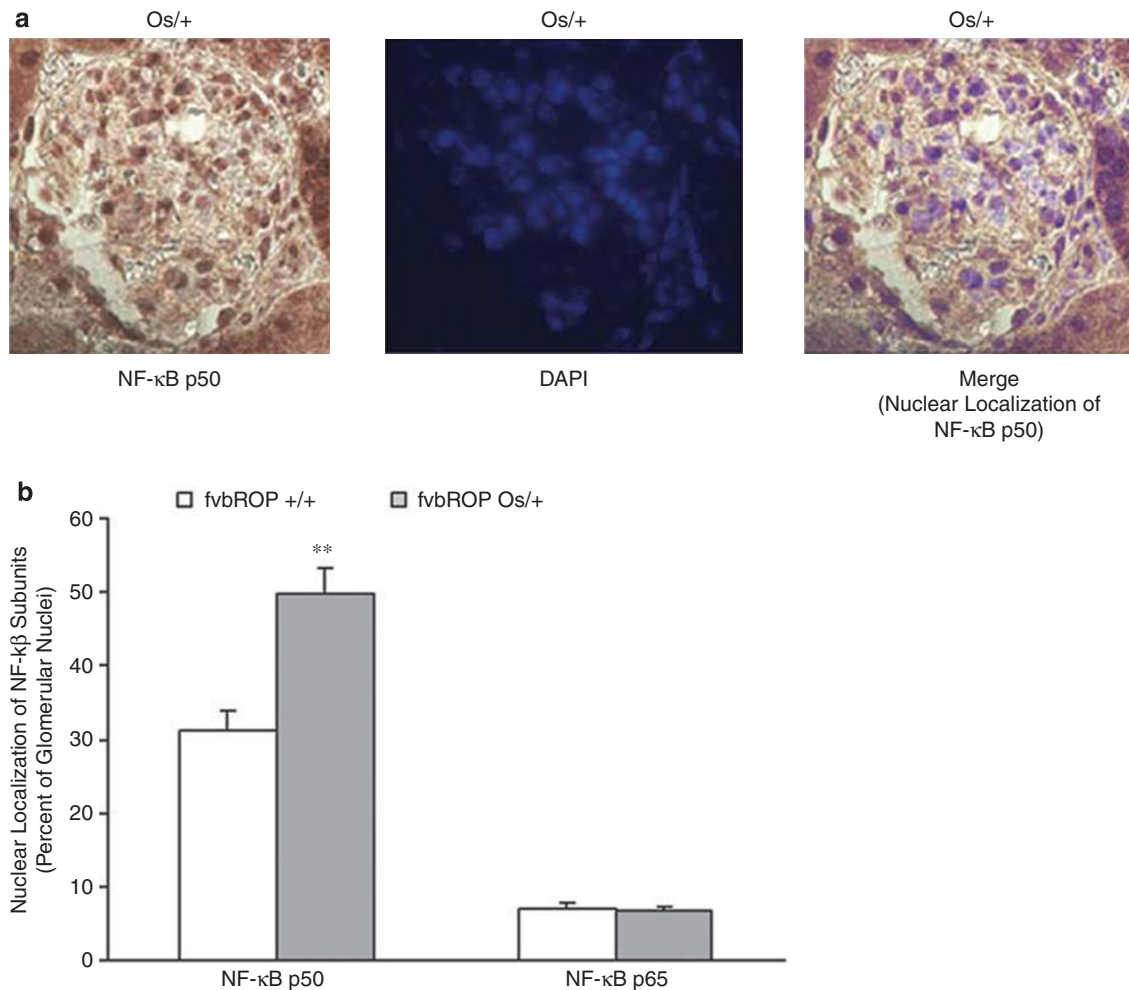 a
Os/+
Os/+
Os/+
NF-κB p50
DAPI
Merge
(Nuclear Localization of
NF-κB p50)
b
fvbROP +/+
fvbROP Os/+
Nuclear Localization of NF-kβ Subunits
(Percent of Glomerular Nuclei)
60
50
40
30
20
10
0
**
NF-κB p50
NF-κB p65